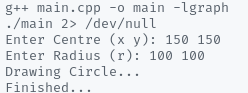 g++ main.cpp -o main -lgraph
./main 2> /dev/null
Enter Centre (x y): 150 150
Enter Radius (r): 100 100
Drawing Circle...
Finished...